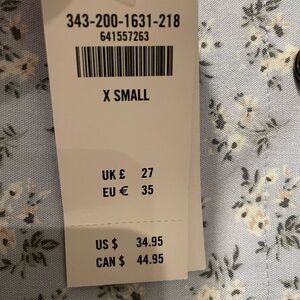 343-200-1631-218
641557263
X SMALL
UK £ 27
EU € 35
US $ 34.95
CAN $ 44.95